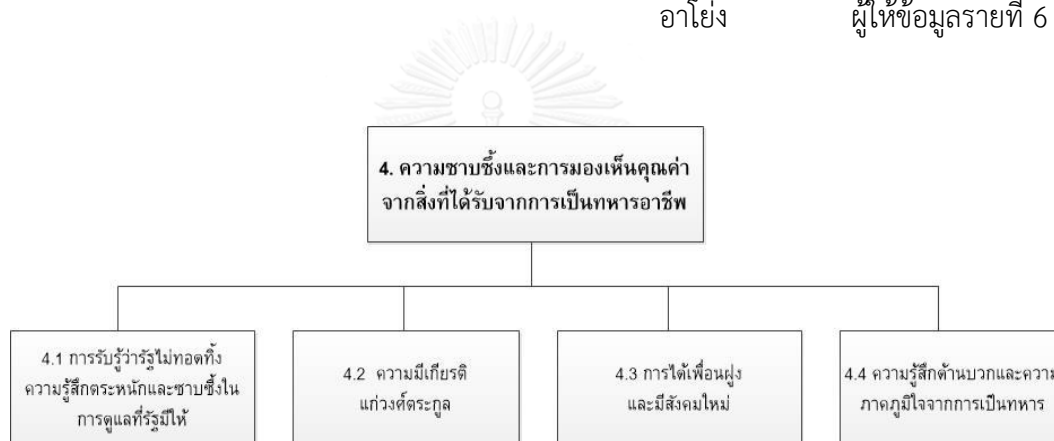 อาโย่ง ผู้ให้ข้อมูลรายที่ 6
4. ความซาบซึ้งและการมองเห็นคุณค่า
จากสิ่งที่ได้รับจากการเป็นทหารอาชีพ
4.1 การรับรู้ว่ารัฐไม่ทอดทิ้ง
ความรู้สึกตระหนักและซาบซึ้งใน
การดูแลที่รัฐมีให้
4.2 ความมีเกียรติ
แก่วงศ์ตระกูล
4.3 การได้เพื่อนฝูง
และมีสังคมใหม่
4.4 ความรู้สึกด้านบวกและความ
ภาคภูมิใจจากการเป็นทหาร